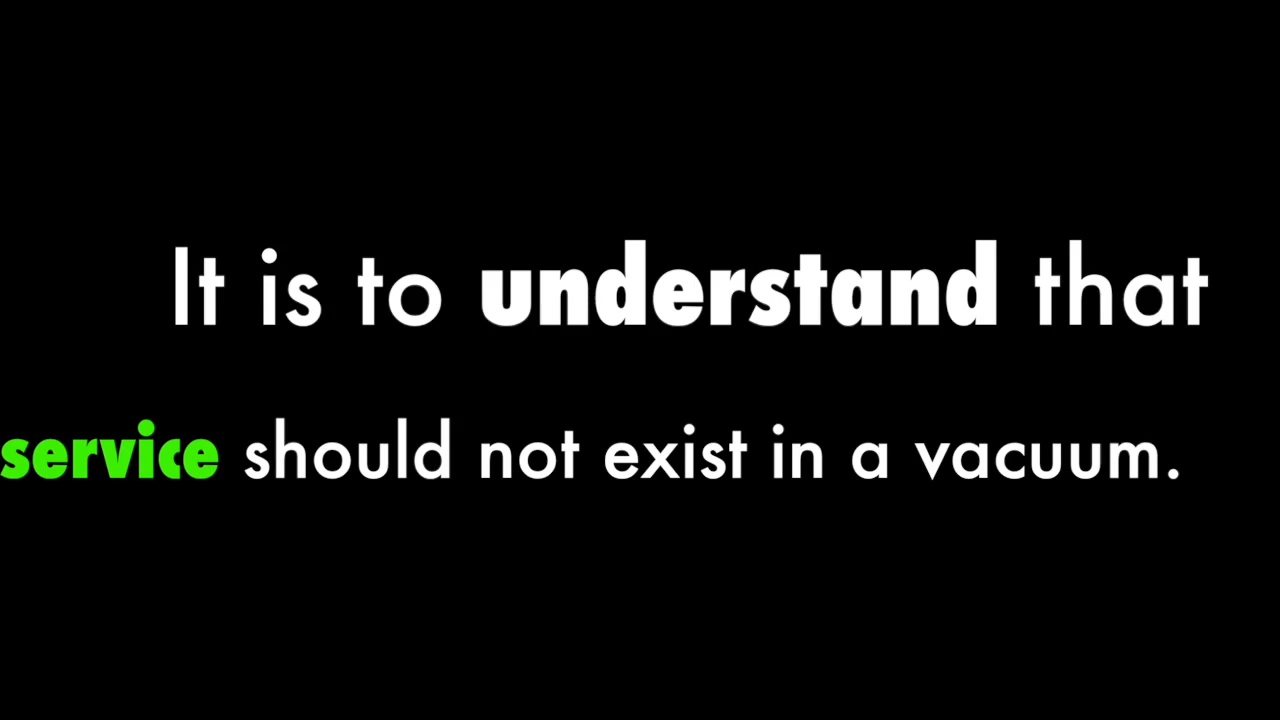 It is to understand that
service should not exist in a vacuum.